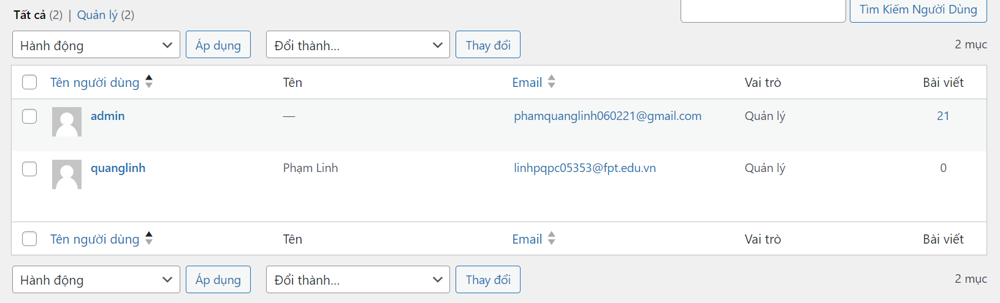 Tất cả (2) | Quản lý (2)
Tìm Kiếm Người Dùng
Hành động Áp dụng Đổi thành... Thay đổi 2 mục
Tên người dùng Tên Email Vai trò Bài viết
admin — phamquanglinh060221@gmail.com Quản lý 21
quanglinh Phạm Linh linhpqpc05353@fpt.edu.vn Quản lý 0
Tên người dùng Tên Email Vai trò Bài viết
Hành động Áp dụng Đổi thành... Thay đổi 2 mục